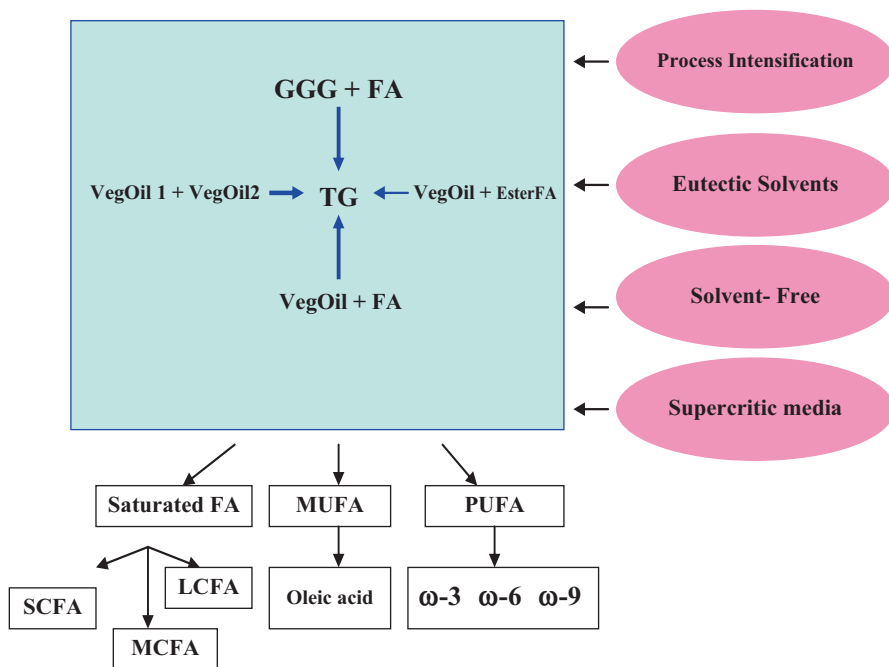 Process Intensification
GGG + FA
VegOil 1 + VegOil2
TG
VegOil + EsterFA
Eutectic Solvents
VegOil + FA
Solvent- Free
Supercritic media
Saturated FA
MUFA
PUFA
SCFA
MCFA
LCFA
Oleic acid
ω-3 ω-6 ω-9